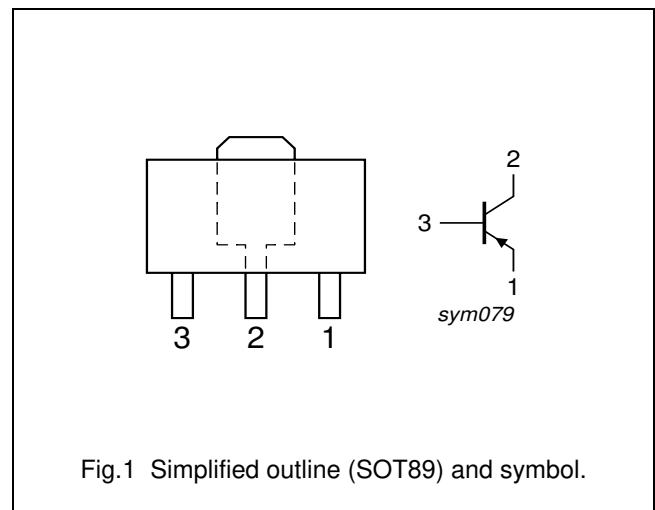 2
3
1
sym079
3 2 1
Fig.1 Simplified outline (SOT89) and symbol.